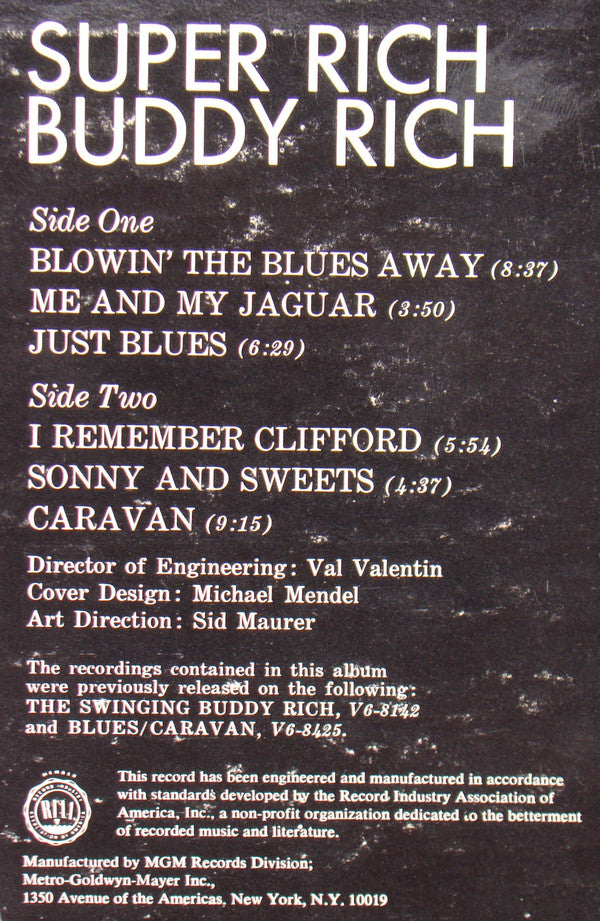 SUPER RICH
BUDDY RICH
Side One
BLOWIN' THE BLUES AWAY (8:37)
ME AND MY JAGUAR (3:50)
JUST BLUES (6:29)
Side Two
I REMEMBER CLIFFORD (5:54)
SONNY AND SWEETS (4:37)
CARAVAN (9:15)
Director of Engineering: Val Valentin
Cover Design: Michael Mendel
Art Direction: Sid Maurer
The recordings contained in this album
were previously released on the following:
THE SWINGING BUDDY RICH, V6-8142
and BLUES/CARAVAN, V6-8425.
MEMBER
This record has been engineered and manufactured in accordance
with standards developed by the Record Industry Association of
America, Inc., a non-profit organization dedicated to the betterment
of recorded music and literature.
Manufactured by MGM Records Division;
Metro-Goldwyn-Mayer Inc.,
1350 Avenue of the Americas, New York, N.Y. 10019